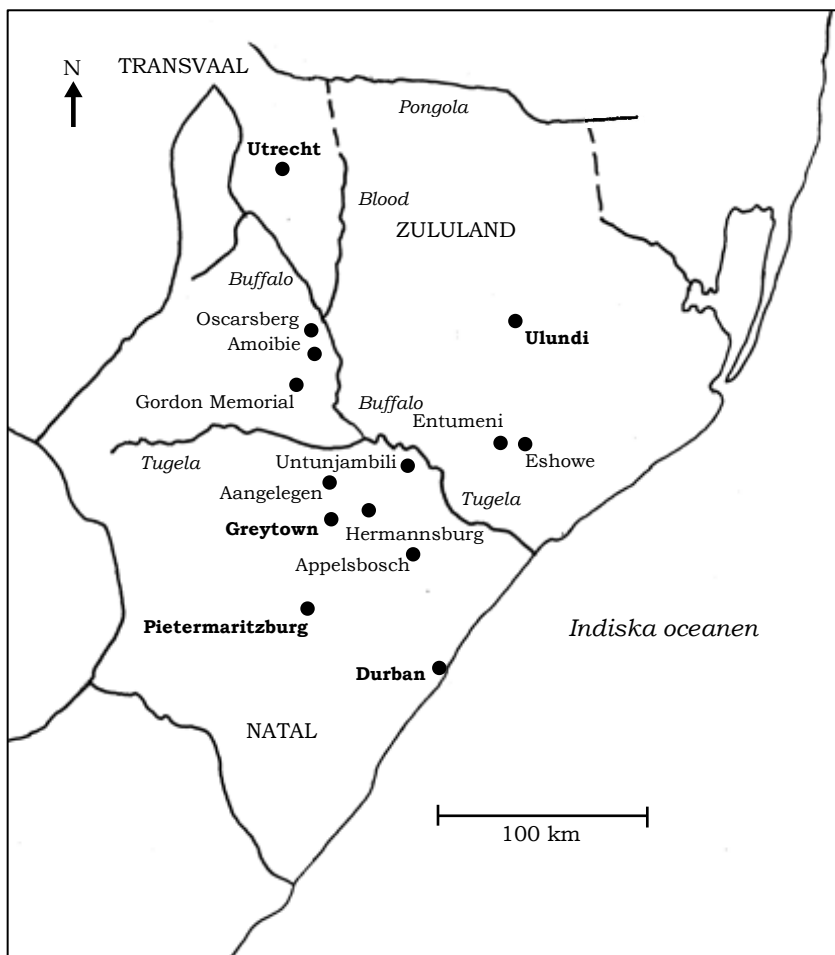 N
TRANSVAAL
Pongola
Utrecht
Blood
ZULULAND
Buffalo
Oscarsberg
Ulundi
Amoibie
Gordon Memorial
Buffalo
Entumeni
Tugela
Untunjambili
Eshowe
Aangelegen
Tugela
Greytown
Hermannsburg
Appelsbosch
Pietermaritzburg
Indiska oceanen
Durban
NATAL
100 km